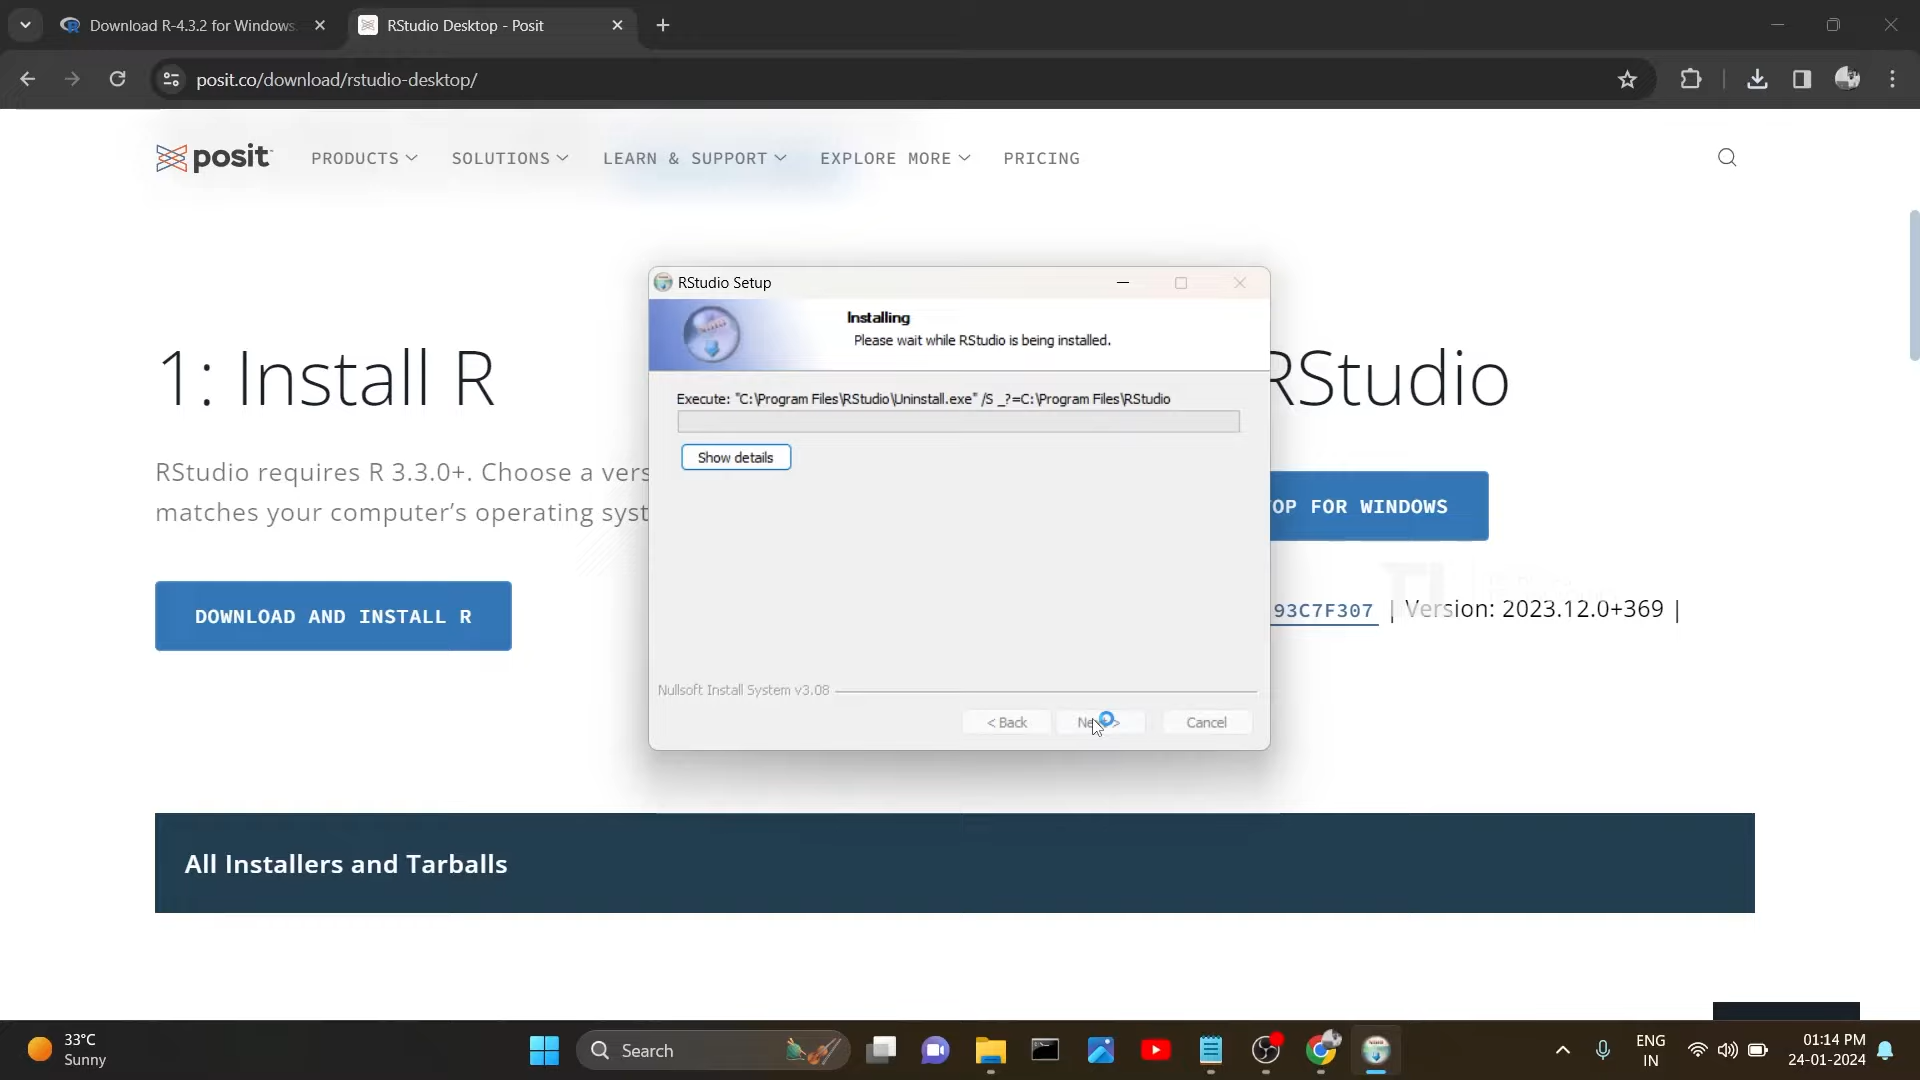 Download R-4.3.2 for Windows.
RStudio Desktop - Posit
posit.co/download/rstudio-desktop/
posit
PRODUCTS
SOLUTIONS
LEARN & SUPPORT
EXPLORE MORE
PRICING
RStudio Setup
Installing
Please wait while RStudio is being installed.
Execute: "C:\Program Files\RStudio\Uninstall.exe" /S _?=C:\Program Files\RStudio
Show details
Nullsoft Install System v3.08
< Back
Cancel
1: Install R
RStudio requires R 3.3.0+. Choose a
matches your computer's operating
DOWNLOAD AND INSTALL R
RStudio
FOR WINDOWS
93C7F307 | Version: 2023.12.0+369 |
All Installers and Tarballs
33°C
Sunny
Search
ENG
IN
01:14 PM
24-01-2024